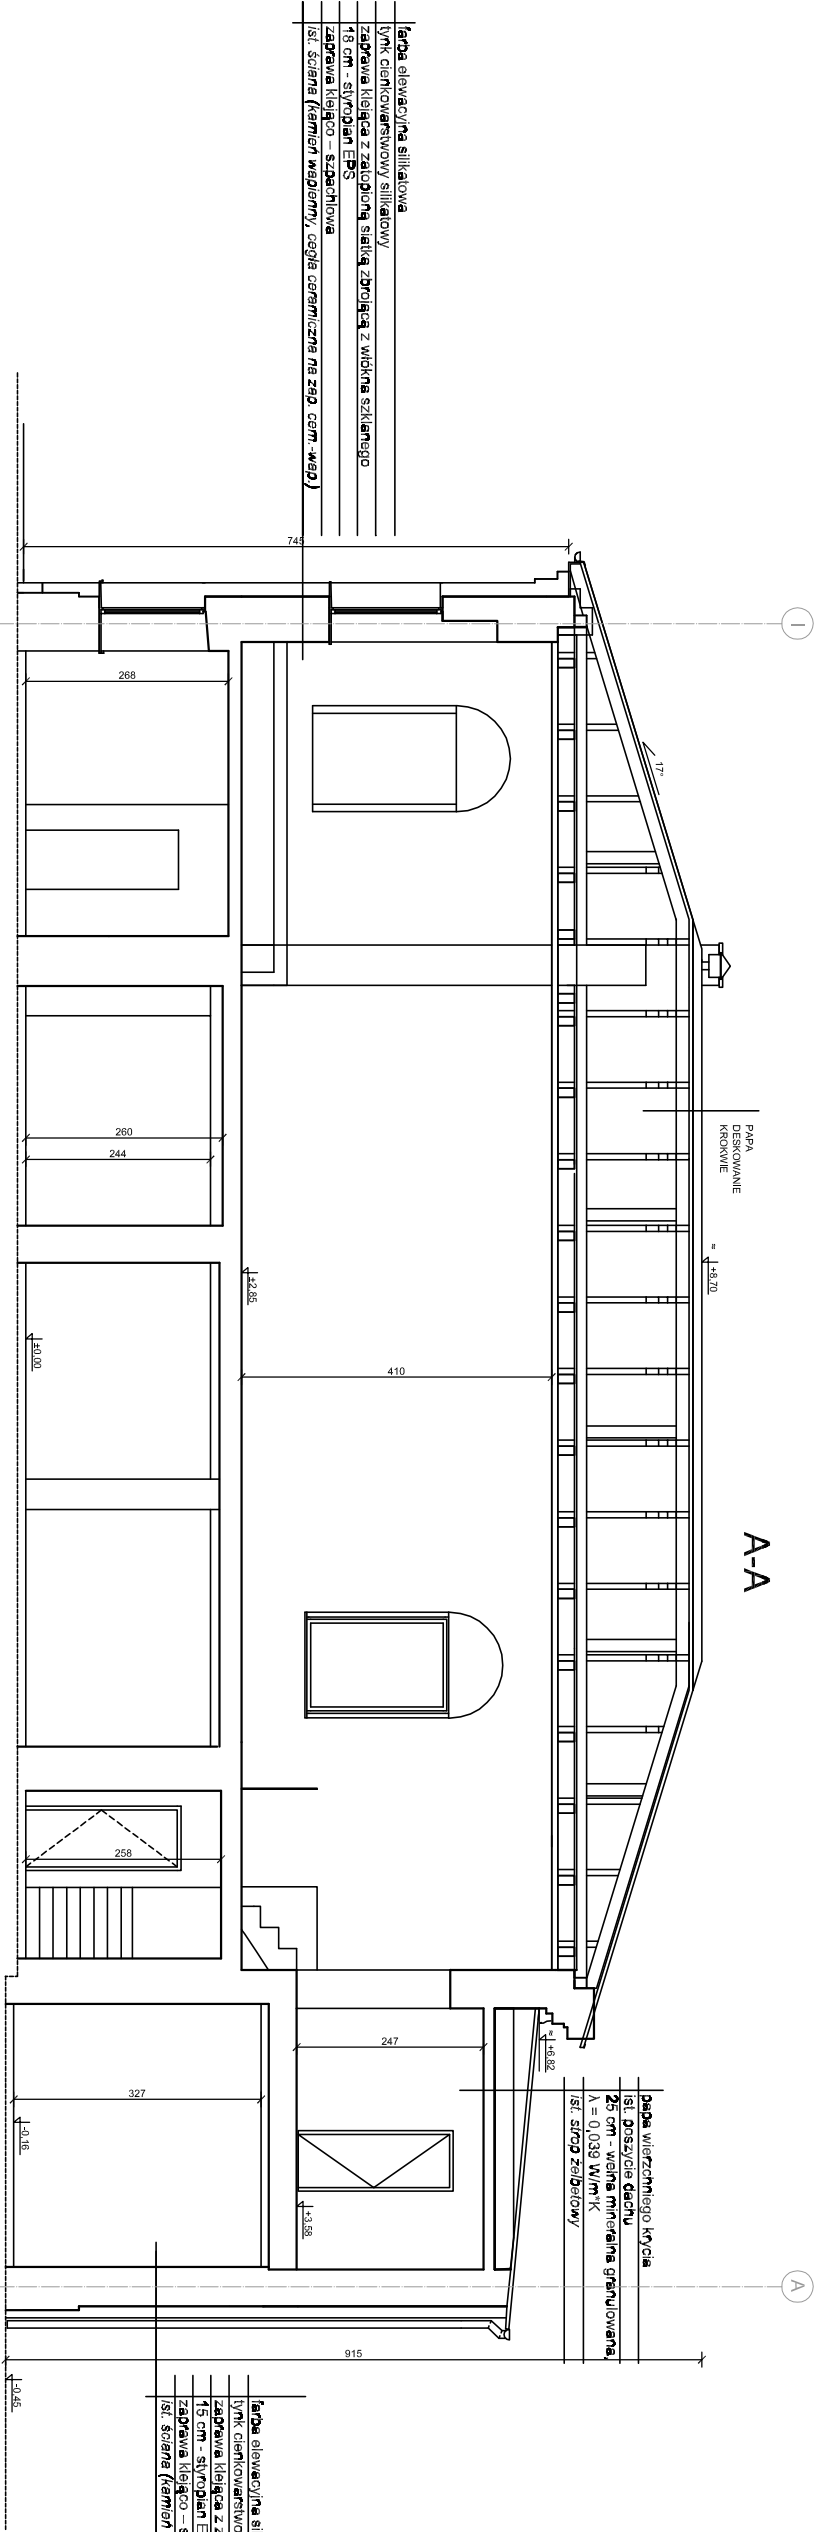 farba elewacyjna silikatowa
tynk cienkowarstwowy silikatowy
zaprawa klejąca z zatopioną siatką zbrojącą z włókna szklanego
18 cm - styropian EPS
zaprawa klejąco – szpachlowa
ist. ściana (kamień wapienny, cegła ceramiczna na zap. cem.-wap.)
745
I
268
17°
260
244
PAPA
DESKOWANIE
KROKWIE
≈
+8,70
±2,85
±0,00
410
A-A
258
247
≈
+6,82
327
-0,16
+3,58
papa wierzchniego krycia
ist. poszycie dachu
25 cm - wełna mineralna granulowana,
λ = 0,039 W/m*K
ist. strop żelbetowy
A
915
-0,45
farba elewacyjna si
tynk cienkowarstwo
zaprawa klejąca z z
15 cm - styropian E
zaprawa klejąco – s
ist. ściana (kamień